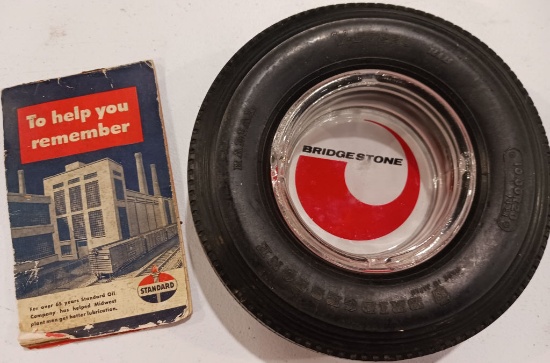 To help you
remember
STANDARD
For over 65 years Standard Oil
Company has helped Midwest
plant men get better lubrication.
BRIDGESTONE